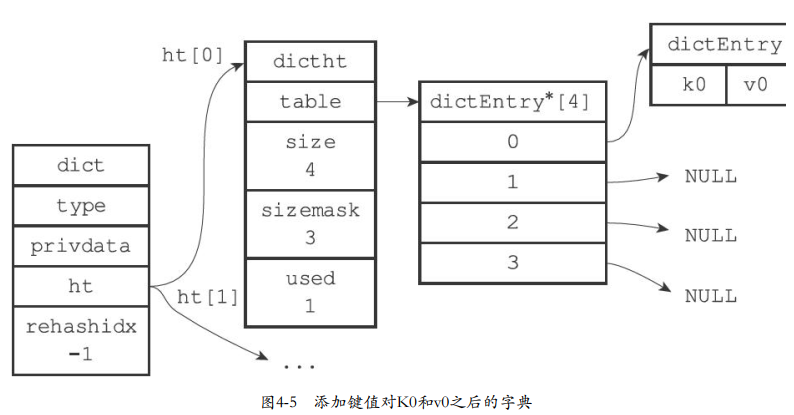 ht[0]
dictht
table
size
4
sizemask
3
used
1
dict
type
privdata
ht
rehashidx
-1
ht[1]
...
dictEntry*[4]
0
1
2
3
dictEntry
k0 v0
NULL
NULL
NULL
图4-5 添加键值对K0和v0之后的字典